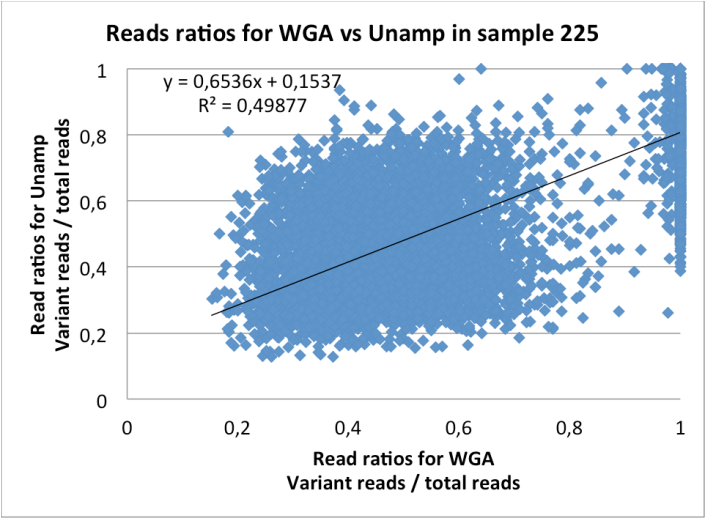 Reads ratios for WGA vs Unamp in sample 225
y = 0,6536x + 0,1537
R² = 0,49877
Read ratios for Unamp
Variant reads / total reads
1
0,8
0,6
0,4
0,2
0
0
0,2
0,4
0,6
0,8
1
Read ratios for WGA
Variant reads / total reads